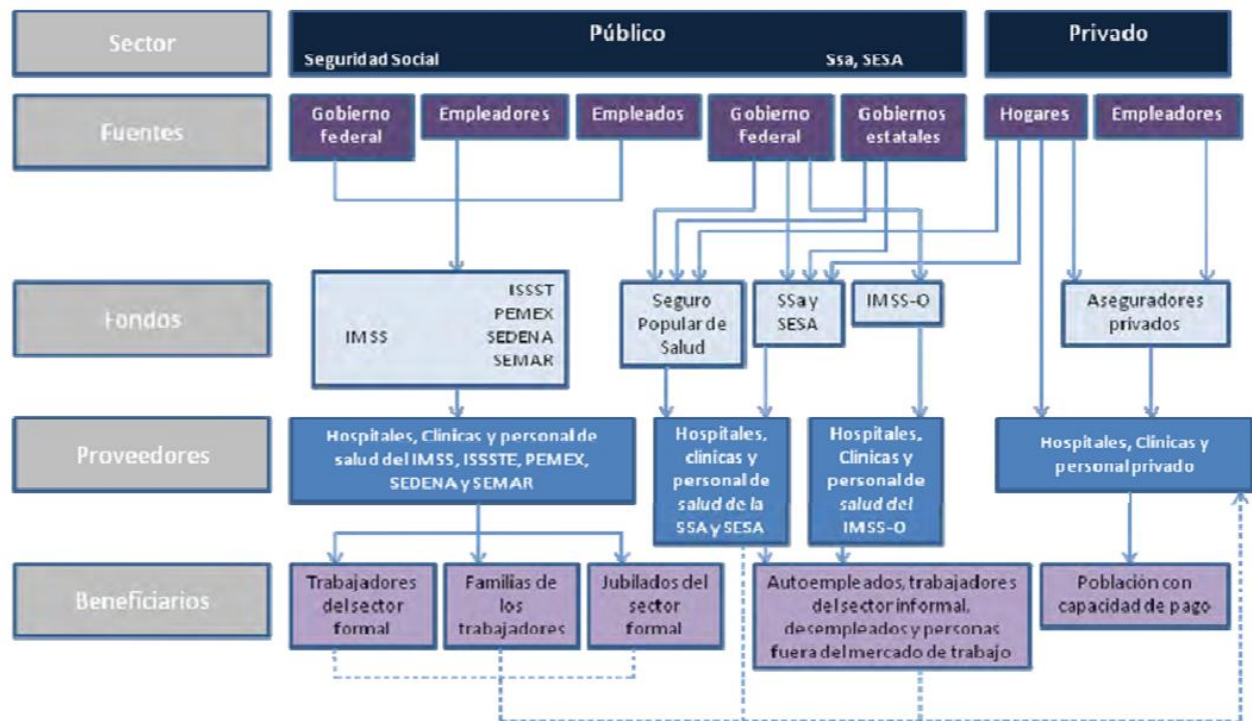 Sector
Público
Seguridad Social
Ssa, SESA
Privado
Fuentes
Gobierno
federal
Empleadores
Empleados
Gobierno
federal
Gobiernos
estatales
Hogares
Empleadores
Fondos
IMSS
ISSST
PEMEX
SEDENA
SEMAR
Seguro
Popular de
Salud
SSa y
SESA
IMSS-O
Aseguradores
privados
Proveedores
Hospitales, Clínicas y personal de
salud del IMSS, ISSSTE, PEMEX,
SEDENA y SEMAR
Hospitales,
clínicas y
personal de
salud de la
SSA y SESA
Hospitales,
Clínicas y
personal de
salud del
IMSS-O
Hospitales, Clínicas y
personal privado
Beneficiarios
Trabajadores
del sector
formal
Familias de
los
trabajadores
Jubilados del
sector
formal
Autoempleados, trabajadores
del sector informal,
desempleados y personas
fuera del mercado de trabajo
Población con
capacidad de pago